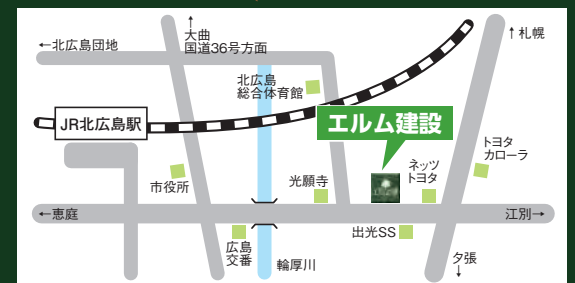 ↑
大曲
国道36号方面
←北広島団地
↑札幌
北広島
総合体育館
JR北広島駅
エルム建設
トヨタ
カローラ
ネッツ
トヨタ
市役所
光願寺
←恵庭
江別→
広島
交番
輪厚川
出光SS
夕張
↓